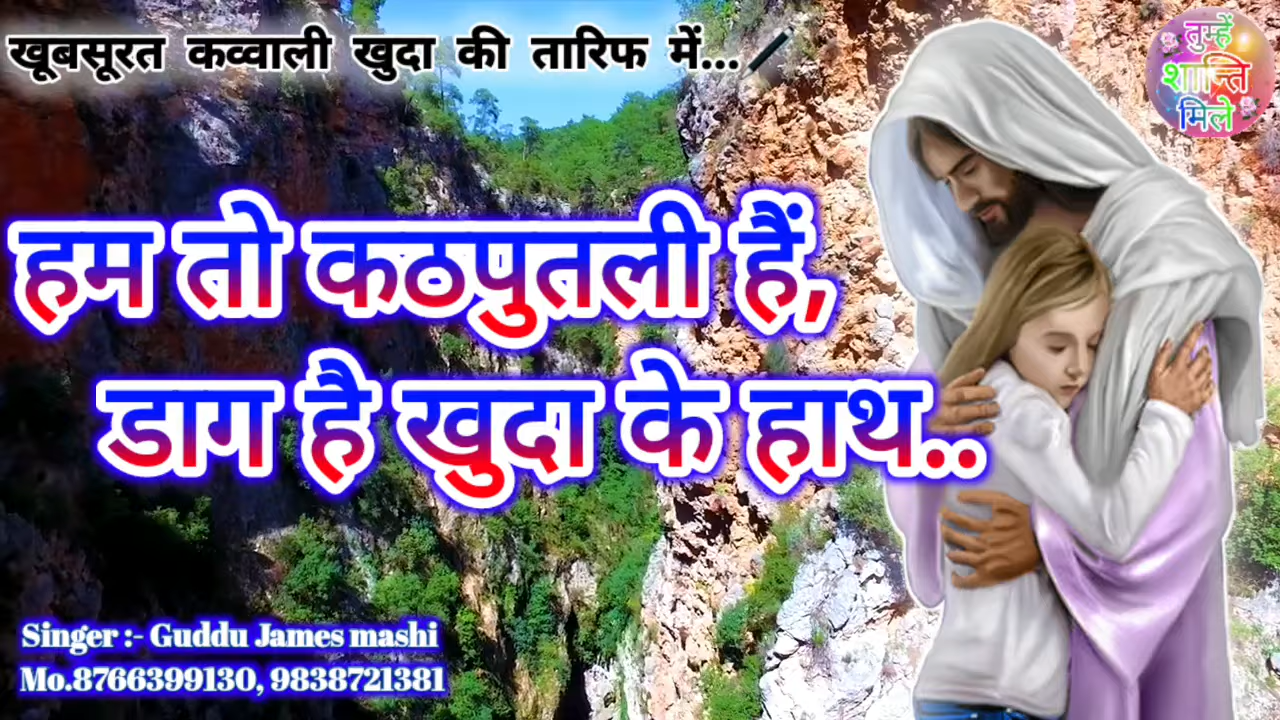 खूबसूरत कव्वाली खुदा की तारिफ में...
तुम्हें
शान्ति
मिले
हम तो कठपुतली हैं,
डाग है खुदा के हाथ..
Singer :- Guddu James mashi
Mo.8766399130, 9838721381